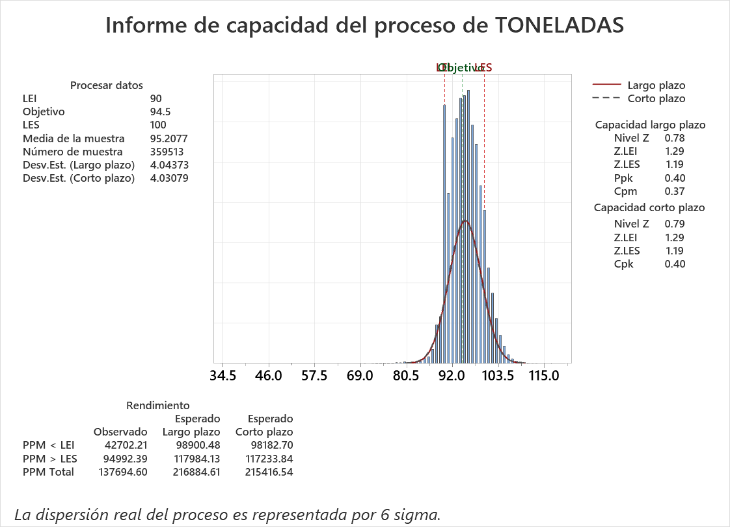 Informe de capacidad del proceso de TONELADAS
LEI Objetivo LES
Procesar datos
LEI 90
Objetivo 94.5
LES 100
Media de la muestra 95.2077
Número de muestra 359513
Desv.Est. (Largo plazo) 4.04373
Desv.Est. (Corto plazo) 4.03079
Largo plazo
Corto plazo
Capacidad largo plazo
Nivel Z 0.78
Z.LEI 1.29
Z.LES 1.19
Ppk 0.40
Cpm 0.37
Capacidad corto plazo
Nivel Z 0.79
Z.LEI 1.29
Z.LES 1.19
Cpk 0.40
34.5 46.0 57.5 69.0 80.5 92.0 103.5 115.0
Rendimiento
Esperado Esperado
Observado Largo plazo Corto plazo
PPM < LEI 42702.21 98900.48 98182.70
PPM > LES 94992.39 117984.13 117233.84
PPM Total 137694.60 216884.61 215416.54
La dispersión real del proceso es representada por 6 sigma.